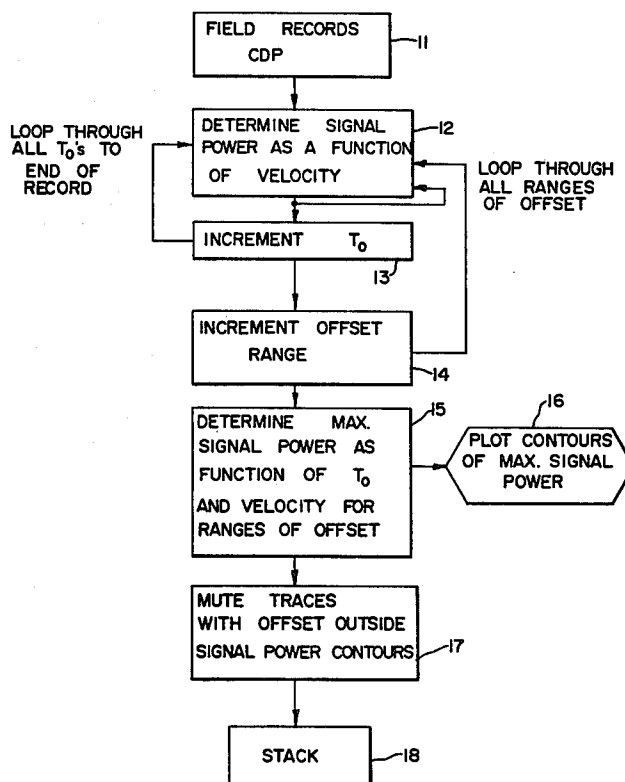 FIELD RECORDS
CDP
11
LOOP THROUGH
ALL T₀'S TO
END OF
RECORD
DETERMINE SIGNAL
POWER AS A FUNCTION
OF VELOCITY
12
LOOP THROUGH
ALL RANGES
OF OFFSET
INCREMENT T₀
13
INCREMENT OFFSET
RANGE
14
15
DETERMINE MAX.
SIGNAL POWER AS
FUNCTION OF T₀
AND VELOCITY FOR
RANGES OF OFFSET
16
PLOT CONTOURS
OF MAX. SIGNAL
POWER
MUTE TRACES
WITH OFFSET OUTSIDE
SIGNAL POWER CONTOURS
17
STACK
18